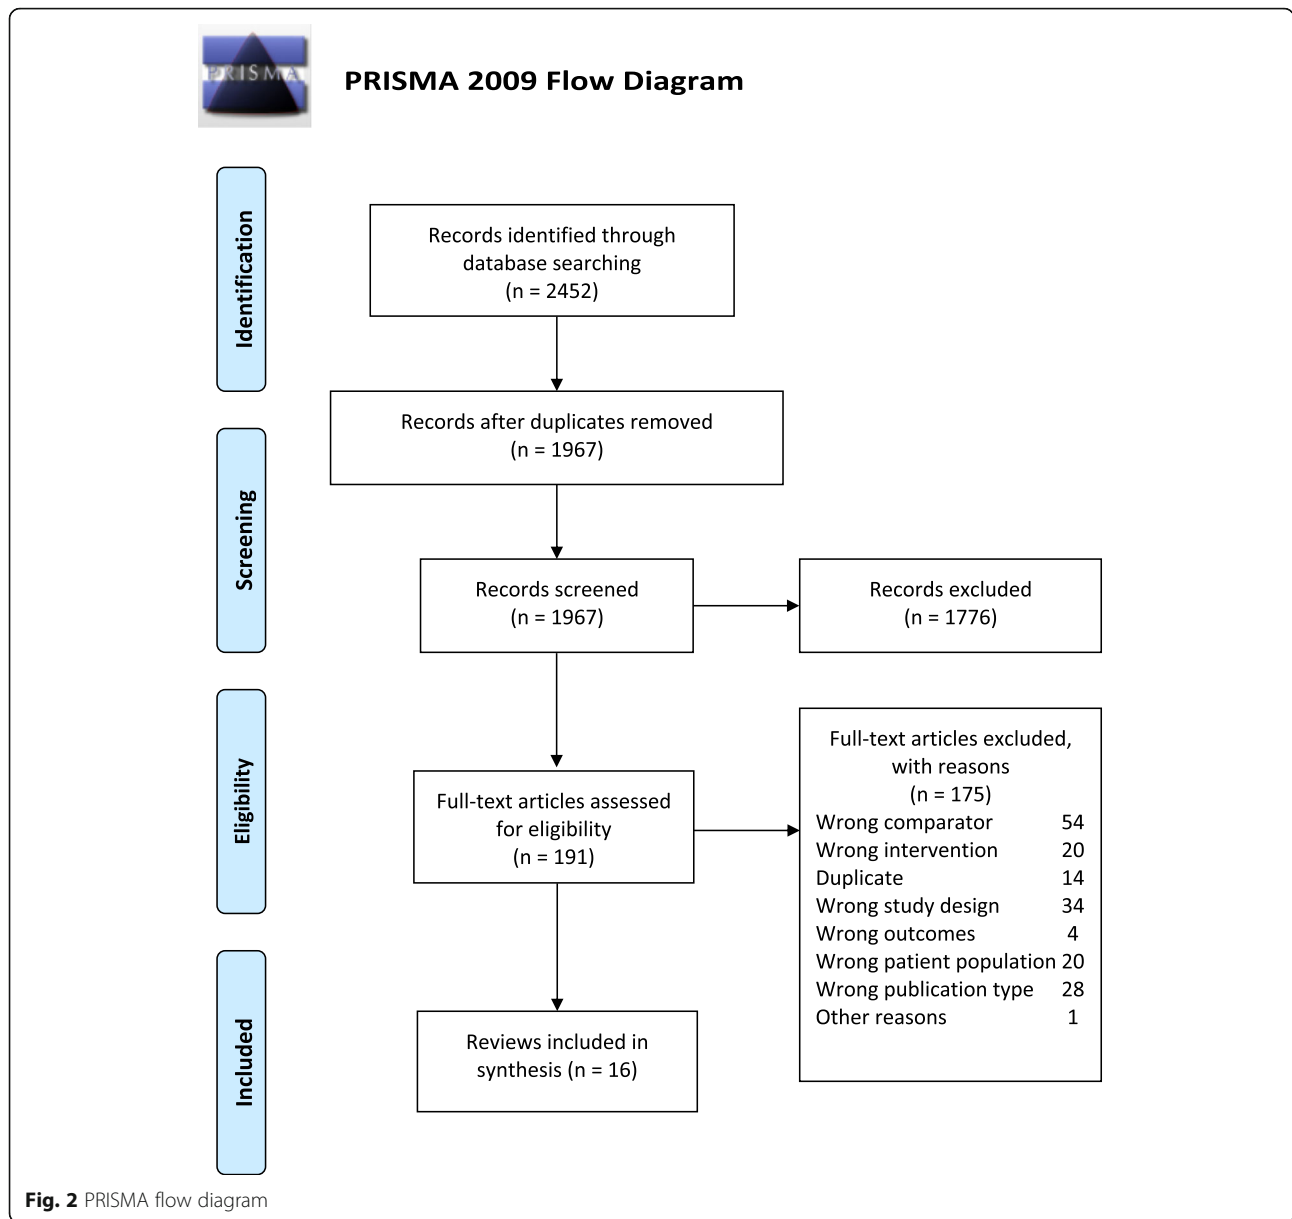 PRISMA
PRISMA 2009 Flow Diagram
Identification
Records identified through
database searching
(n = 2452)
Records after duplicates removed
(n = 1967)
Screening
Records screened
(n = 1967)
Records excluded
(n = 1776)
Eligibility
Full-text articles assessed
for eligibility
(n = 191)
Full-text articles excluded,
with reasons
(n = 175)
Wrong comparator 54
Wrong intervention 20
Duplicate 14
Wrong study design 34
Wrong outcomes 4
Wrong patient population 20
Wrong publication type 28
Other reasons 1
Included
Reviews included in
synthesis (n = 16)
Fig. 2 PRISMA flow diagram